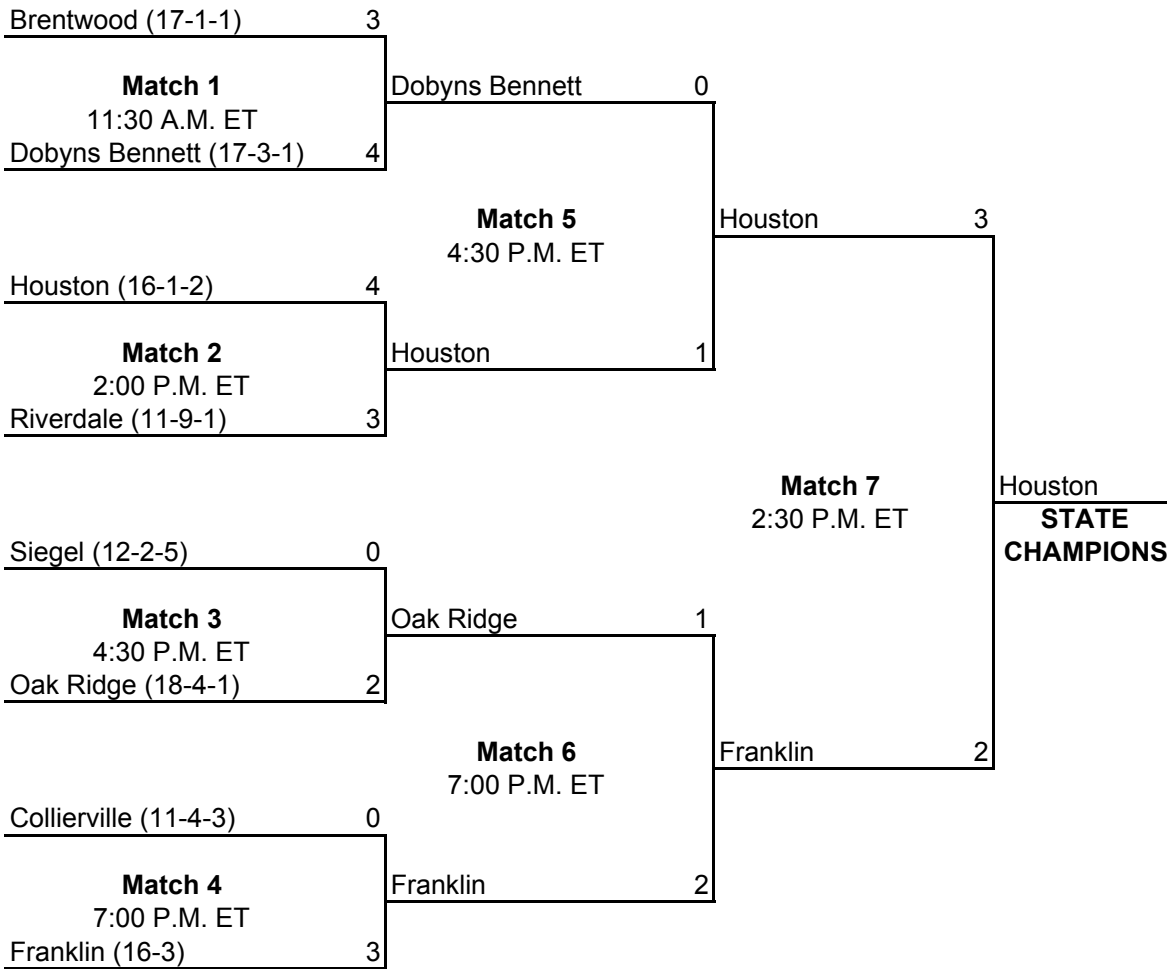 Brentwood (17-1-1) 3
Match 1
11:30 A.M. ET
Dobyns Bennett (17-3-1) 4
Dobyns Bennett 0
Match 5
4:30 P.M. ET
Houston (16-1-2) 4
Match 2
2:00 P.M. ET
Riverdale (11-9-1) 3
Houston 1
Houston 3
Match 7
2:30 P.M. ET
Houston
STATE
CHAMPIONS
Siegel (12-2-5) 0
Match 3
4:30 P.M. ET
Oak Ridge (18-4-1) 2
Oak Ridge 1
Match 6
7:00 P.M. ET
Franklin 2
Collierville (11-4-3) 0
Match 4
7:00 P.M. ET
Franklin (16-3) 3
Franklin 2